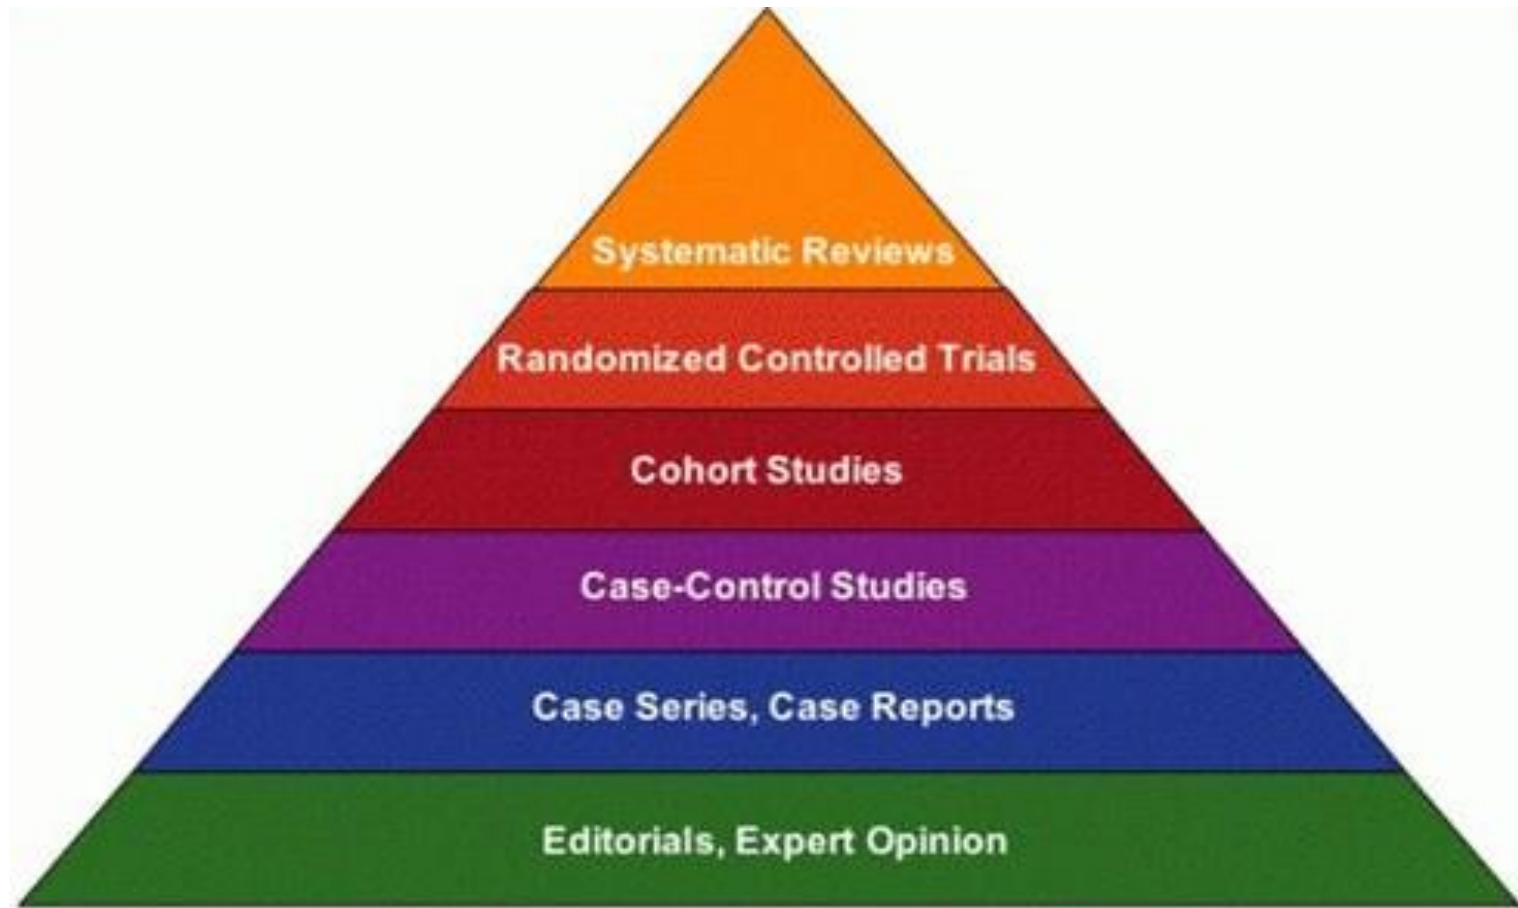 Systematic Reviews
Randomized Controlled Trials
Cohort Studies
Case-Control Studies
Case Series, Case Reports
Editorials, Expert Opinion